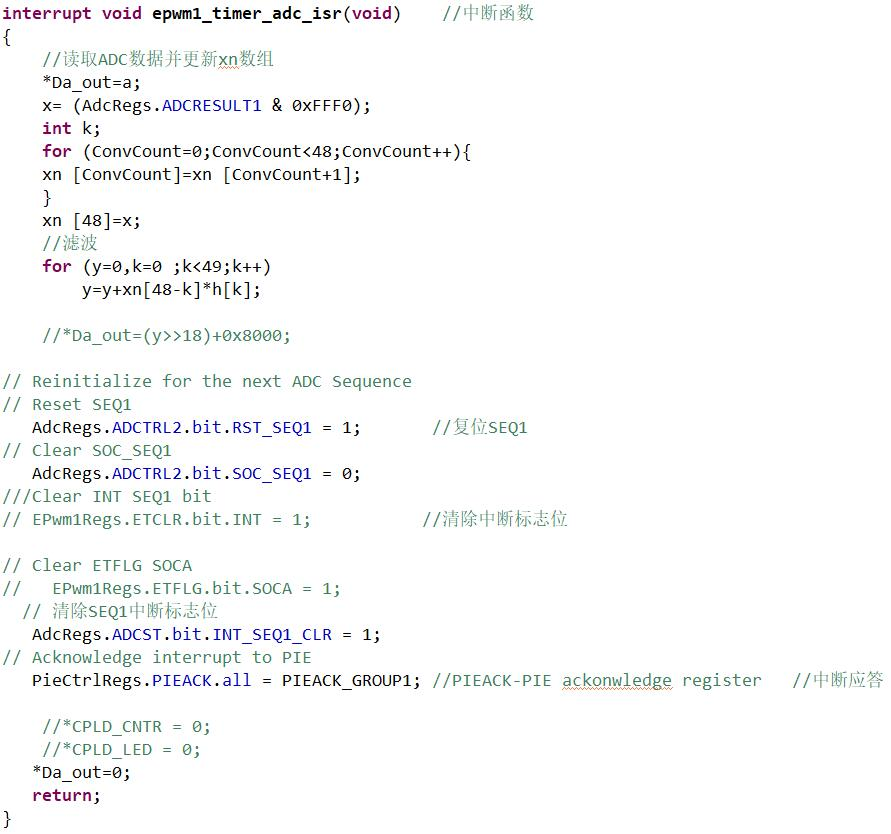 interrupt void epwm1_timer_adc_isr(void)    //中断函数
{
    //读取ADC数据并更新xn数组
    *Da_out=a;
    x= (AdcRegs.ADCRESULT1 & 0xFFF0);
    int k;
    for (ConvCount=0;ConvCount<48;ConvCount++){
    xn [ConvCount]=xn [ConvCount+1];
    }
    xn [48]=x;
    //滤波
    for (y=0,k=0 ;k<49;k++)
        y=y+xn[48-k]*h[k];

    //*Da_out=(y>>18)+0x8000;

// Reinitialize for the next ADC Sequence
// Reset SEQ1
   AdcRegs.ADCTRL2.bit.RST_SEQ1 = 1;       //复位SEQ1
// Clear SOC_SEQ1
   AdcRegs.ADCTRL2.bit.SOC_SEQ1 = 0;
///Clear INT SEQ1 bit
// EPwm1Regs.ETCLR.bit.INT = 1;           //清除中断标志位

// Clear ETFLG SOCA
//   EPwm1Regs.ETFLG.bit.SOCA = 1;
  // 清除SEQ1中断标志位
   AdcRegs.ADCST.bit.INT_SEQ1_CLR = 1;
// Acknowledge interrupt to PIE
   PieCtrlRegs.PIEACK.all = PIEACK_GROUP1; //PIEACK-PIE ackonwledge register   //中断应答

    //*CPLD_CNTR = 0;
    //*CPLD_LED = 0;
   *Da_out=0;
   return;
}